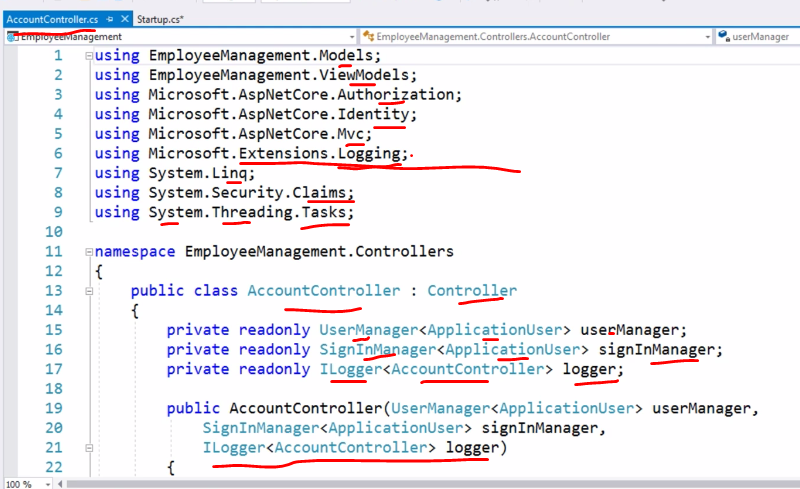 AccountController.cs Startup.cs*
EmployeeManagement EmployeeManagement.Controllers.AccountController userManager
1 using EmployeeManagement.Models;
2 using EmployeeManagement.ViewModels;
3 using Microsoft.AspNetCore.Authorization;
4 using Microsoft.AspNetCore.Identity;
5 using Microsoft.AspNetCore.Mvc;
6 using Microsoft.Extensions.Logging;
7 using System.Linq;
8 using System.Security.Claims;
9 using System.Threading.Tasks;
10
11 namespace EmployeeManagement.Controllers
12 {
13 public class AccountController : Controller
14 {
15 private readonly UserManager<ApplicationUser> userManager;
16 private readonly SignInManager<ApplicationUser> signInManager;
17 private readonly ILogger<AccountController> logger;
18
19 public AccountController(UserManager<ApplicationUser> userManager,
20 SignInManager<ApplicationUser> signInManager,
21 ILogger<AccountController> logger)
22 {
100 %